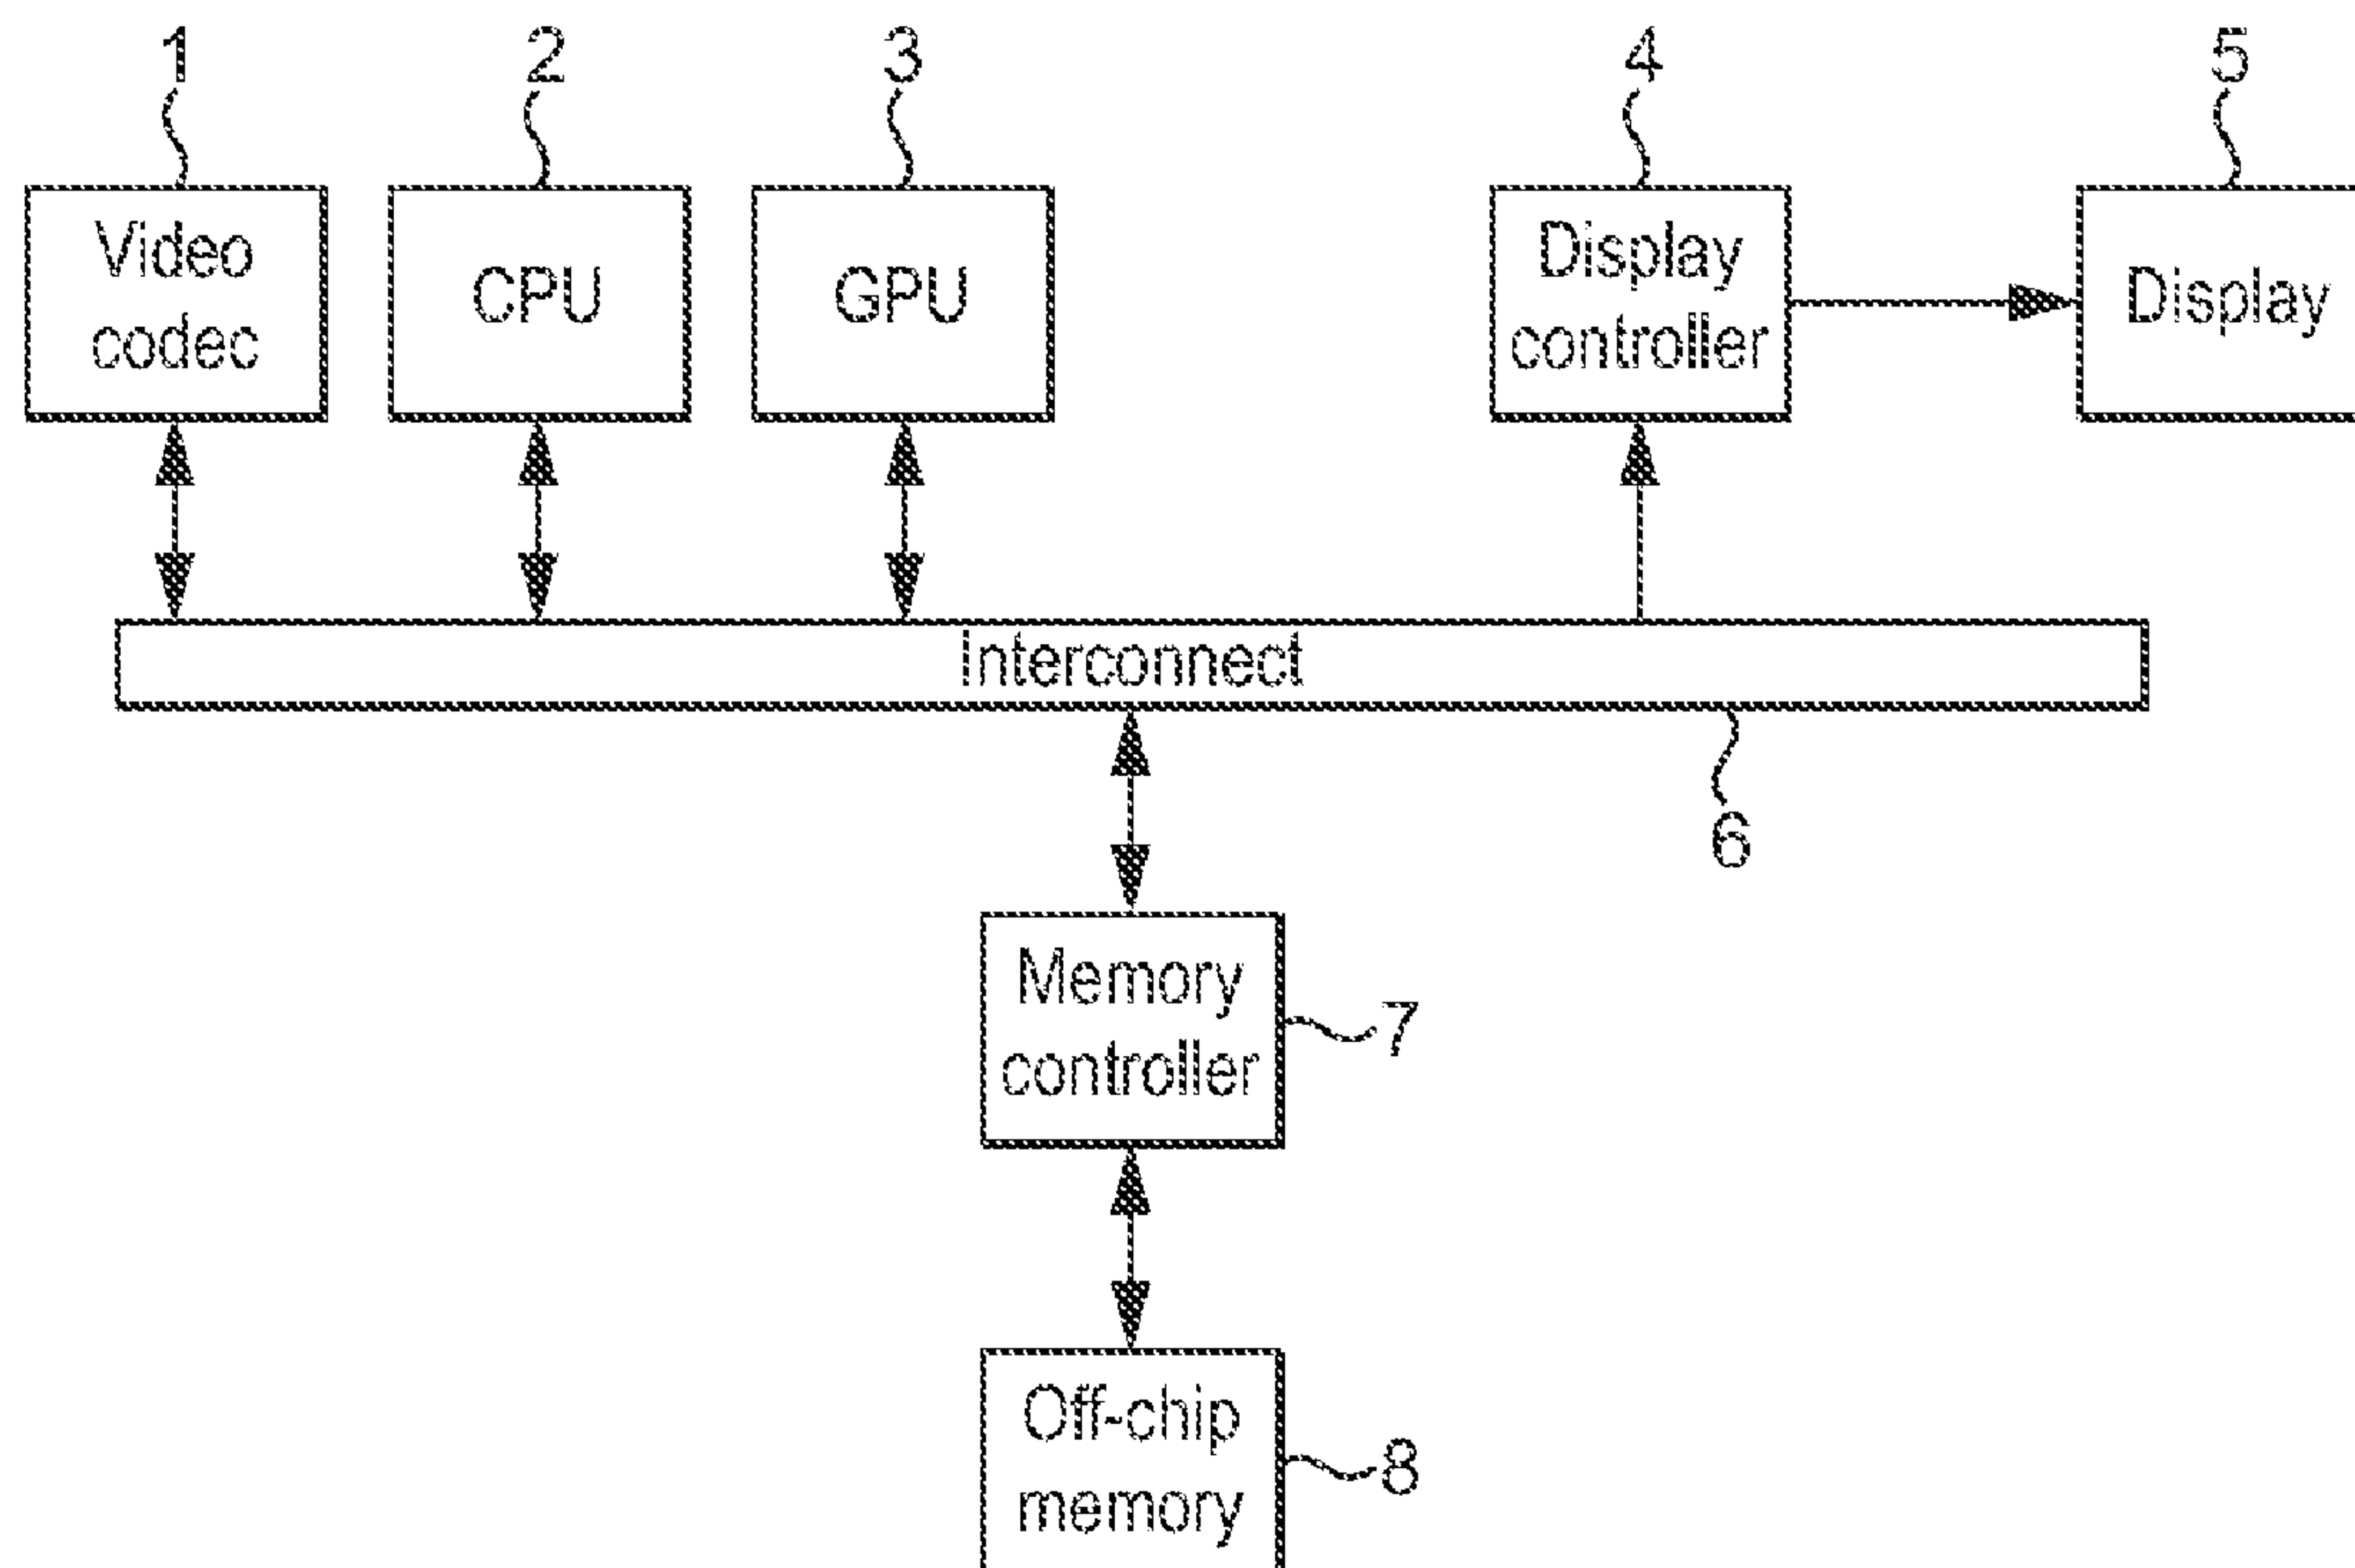 1
2
3
4
5
Video
codec
CPU
GPU
Display
controller
Display
Interconnect
6
Memory
controller
7
Off-chip
memory
8